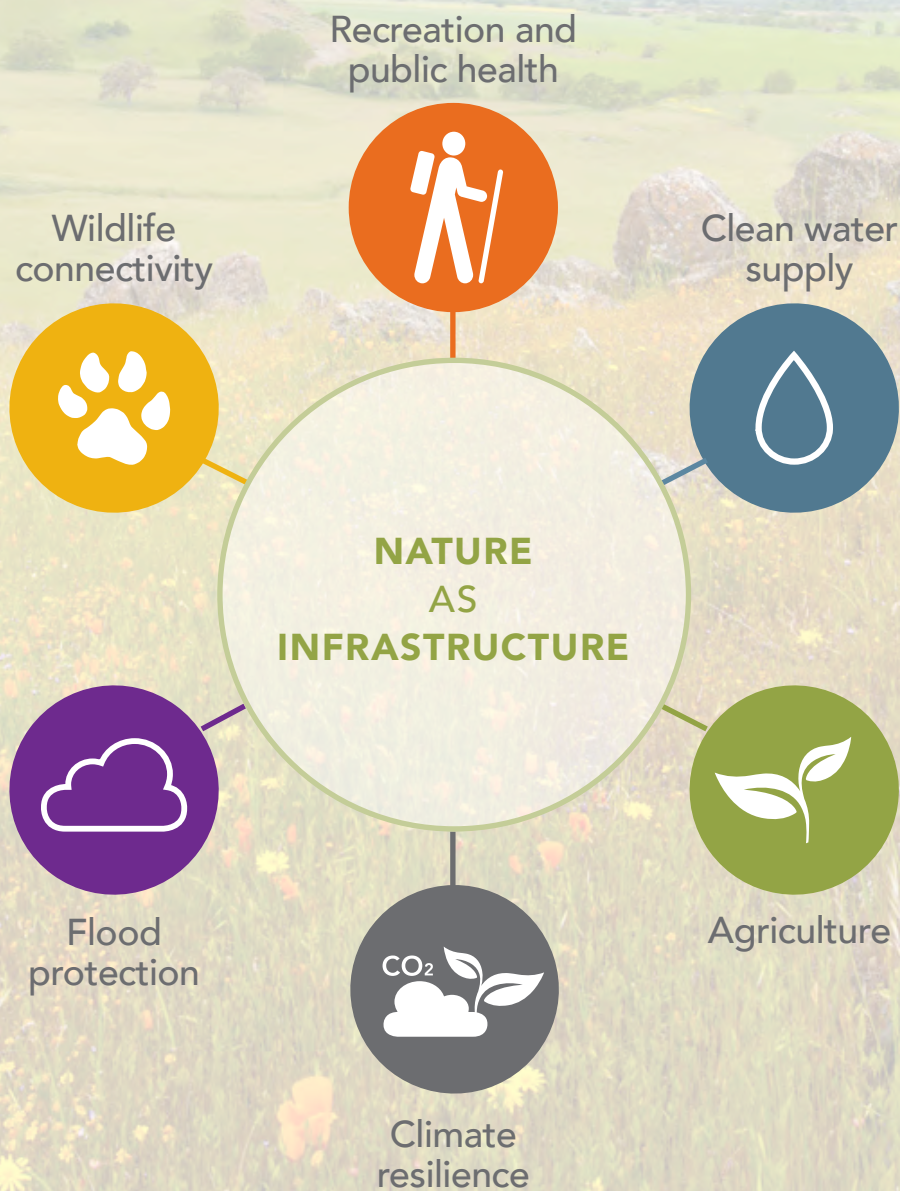 Recreation and
public health
Wildlife
connectivity
Clean water
supply
NATURE
AS
INFRASTRUCTURE
Flood
protection
Agriculture
CO₂
Climate
resilience